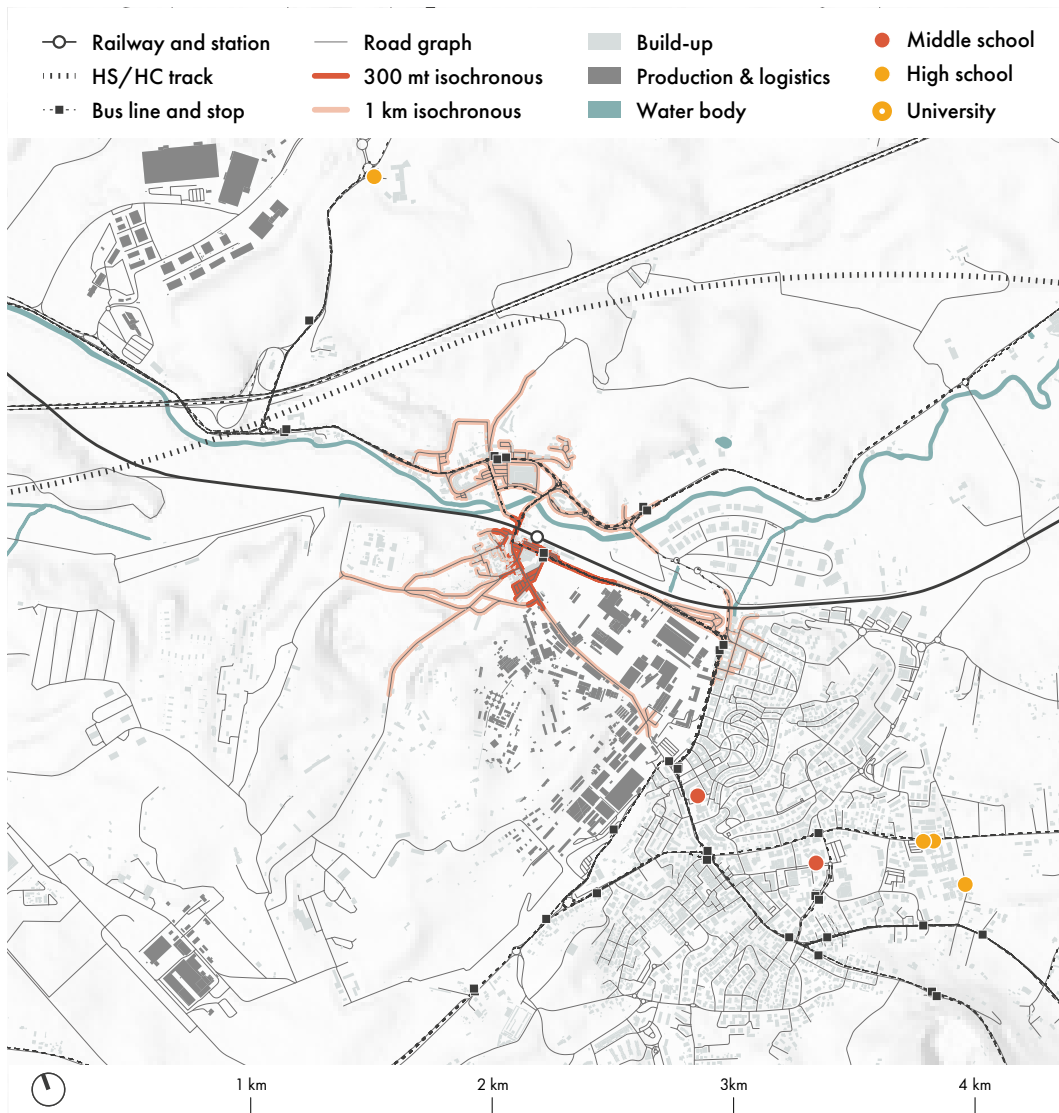 Railway and station
Road graph
Build-up
Middle school
HS/HC track
300 mt isochronous
Production & logistics
High school
Bus line and stop
1 km isochronous
Water body
University
1 km
2 km
3km
4 km